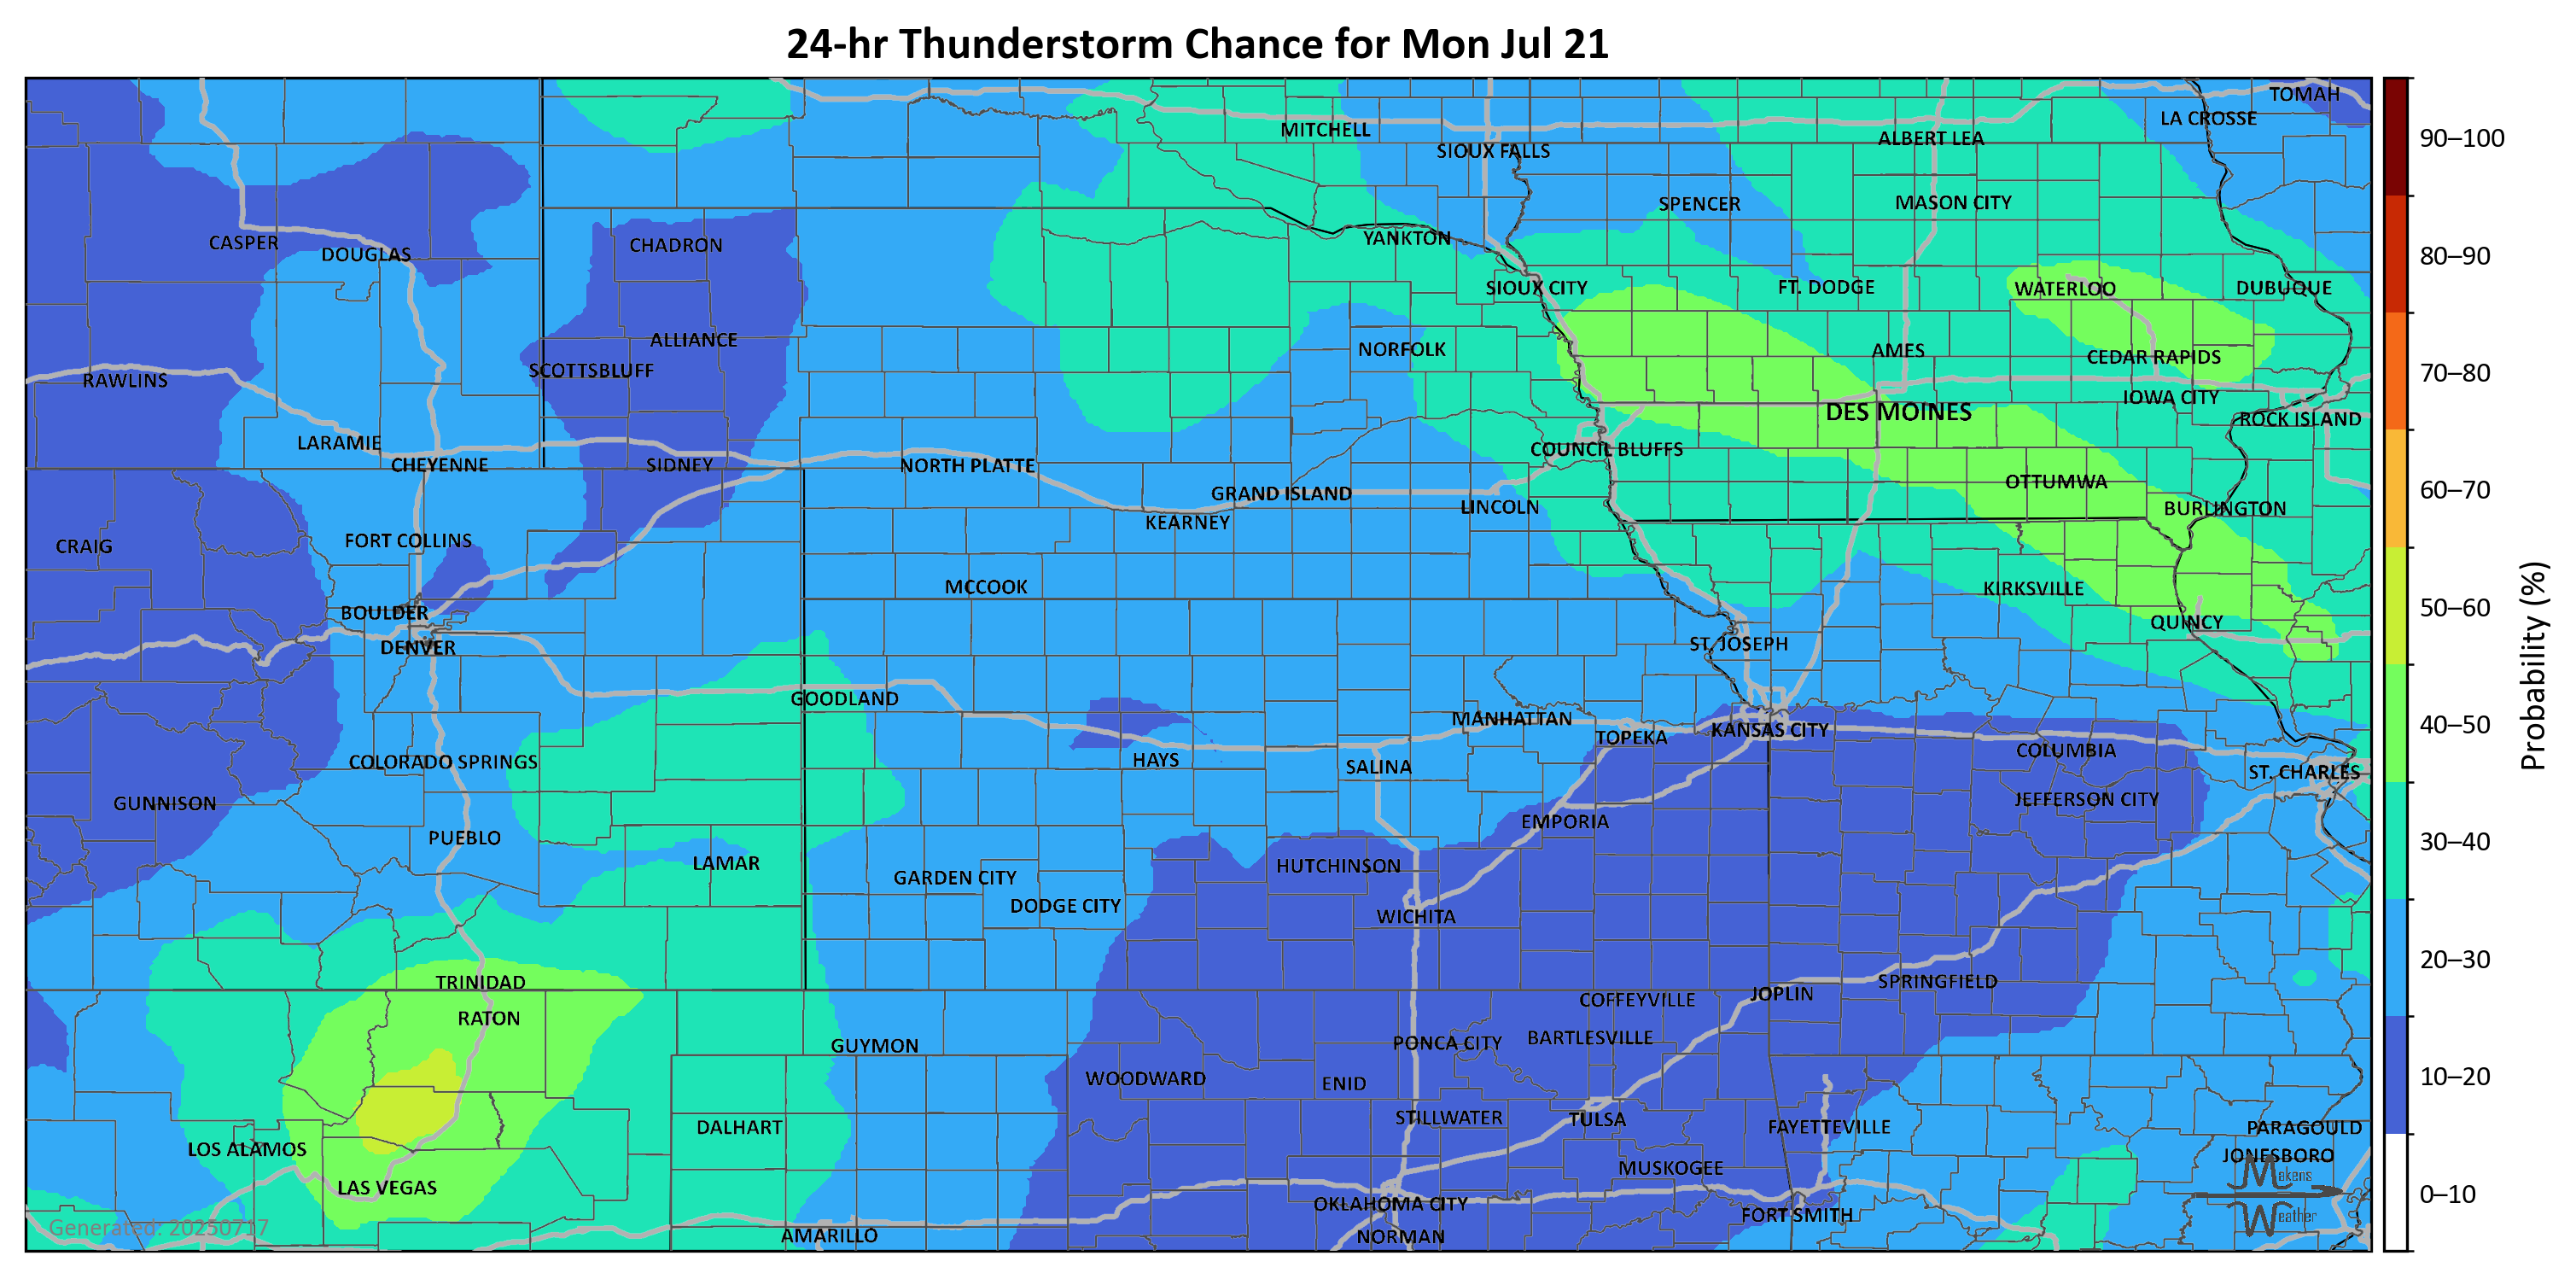 24-hr Thunderstorm Chance for Mon Jul 21
TOMAH
LA CROSSE
MITCHELL
ALBERT LEA
90–100
SIOUX FALLS
SPENCER
MASON CITY
CASPER
DOUGLAS
CHADRON
YANKTON
80–90
SIOUX CITY
FT. DODGE
WATERLOO
DUBUQUE
ALLIANCE
NORFOLK
AMES
CEDAR RAPIDS
RAWLINS
SCOTTSBLUFF
70–80
IOWA CITY
DES MOINES
ROCK ISLAND
LARAMIE
COUNCIL BLUFFS
CHEYENNE
SIDNEY
NORTH PLATTE
OTTUMWA
60–70
GRAND ISLAND
LINCOLN
BURLINGTON
KEARNEY
CRAIG
FORT COLLINS
MCCOOK
KIRKSVILLE
BOULDER
QUINCY
50–60
DENVER
ST. JOSEPH
Probability (%)
GOODLAND
MANHATTAN
TOPEKA
KANSAS CITY
40–50
COLORADO SPRINGS
HAYS
SALINA
COLUMBIA
ST. CHARLES
GUNNISON
JEFFERSON CITY
PUEBLO
EMPORIA
30–40
LAMAR
GARDEN CITY
HUTCHINSON
DODGE CITY
WICHITA
20–30
TRINIDAD
SPRINGFIELD
RATON
COFFEYVILLE
JOPLIN
GUYMON
PONCA CITY
BARTLESVILLE
WOODWARD
ENID
10–20
DALHART
STILLWATER
TULSA
FAYETTEVILLE
PARAGOULD
LOS ALAMOS
MUSKOGEE
JONESBORO
Makens
LAS VEGAS
OKLAHOMA CITY
0–10
Weather
FORT SMITH
Generated: 20250717
AMARILLO
NORMAN